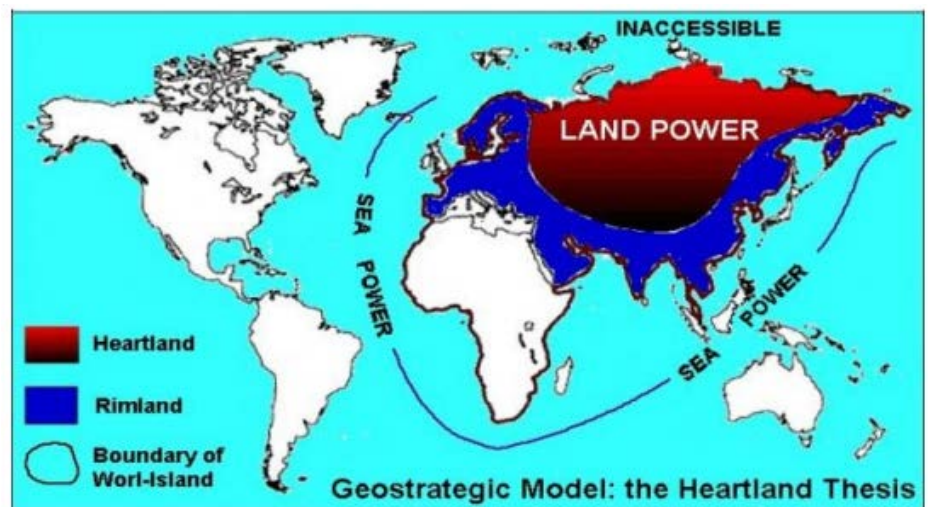 INACCESSIBLE
LAND POWER
SEA POWER
SEA POWER
Heartland
Rimland
Boundary of
Worl-Island
Geostrategic Model: the Heartland Thesis